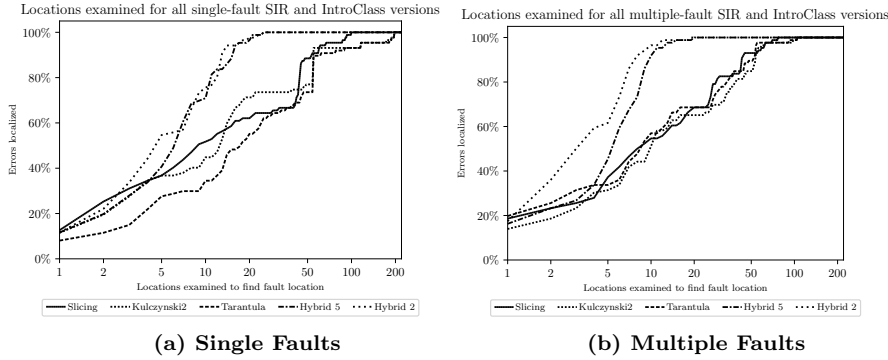 Locations examined for all single-fault SIR and IntroClass versions
100%
80%
60%
40%
20%
0%
Errors localized
1 2 5 10 20 50 100 200
Locations examined to find fault location
Slicing Kulczynski2 Tarantula Hybrid 5 Hybrid 2
(a) Single Faults
Locations examined for all multiple-fault SIR and IntroClass versions
100%
80%
60%
40%
20%
0%
Errors localized
1 2 5 10 20 50 100 200
Locations examined to find fault location
Slicing Kulczynski2 Tarantula Hybrid 5 Hybrid 2
(b) Multiple Faults